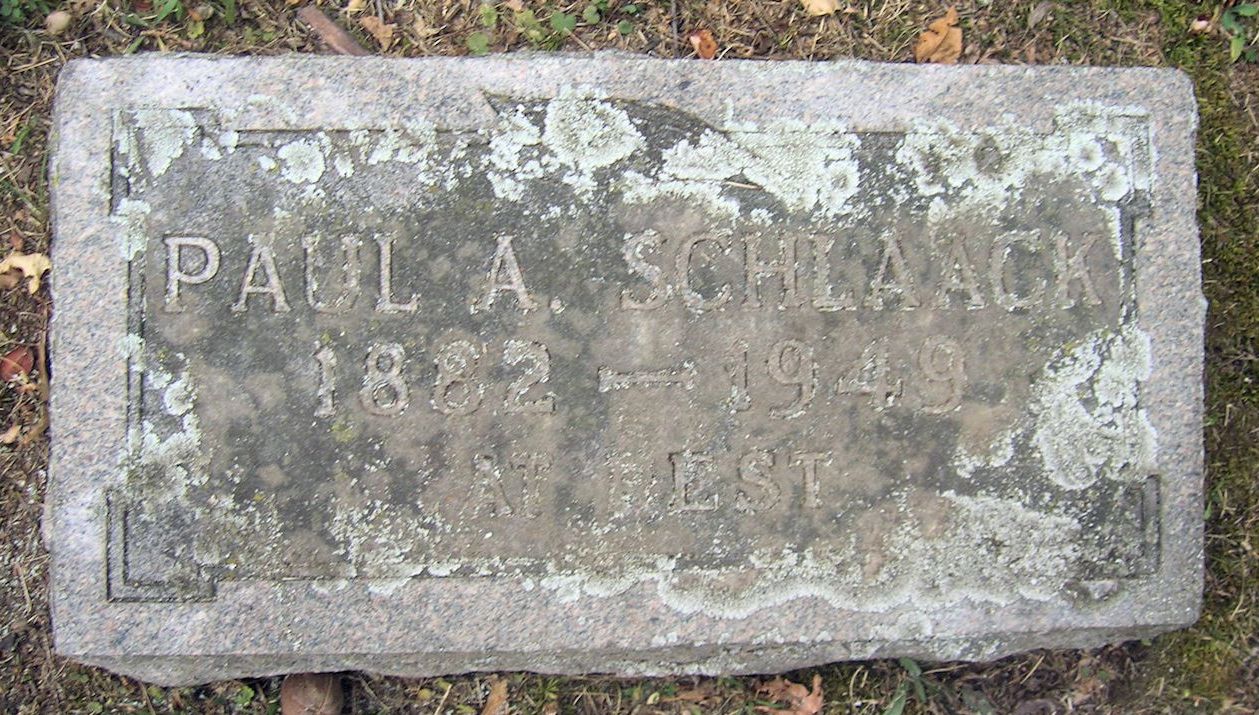 PAUL A. SCHLAACK
1882 — 1949
AT REST